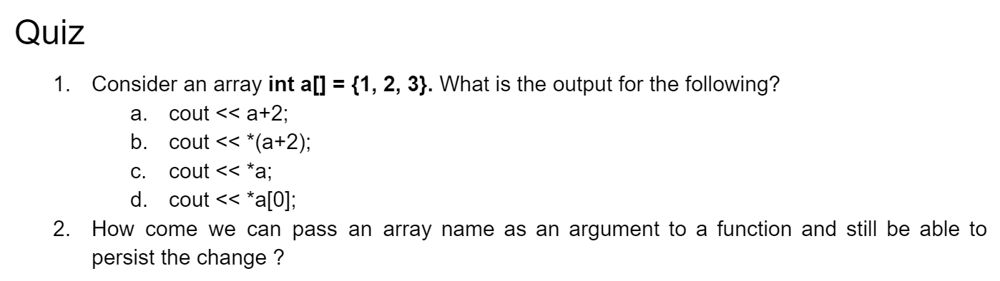 Quiz
1. Consider an array int a[] = {1, 2, 3}. What is the output for the following?
a. cout << a+2;
b. cout << *(a+2);
c. cout << *a;
d. cout << *a[0];
2. How come we can pass an array name as an argument to a function and still be able to
persist the change ?